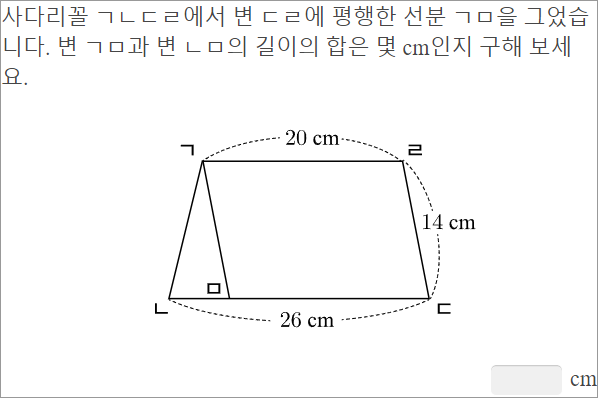 사다리꼴 ㄱㄴㄷㄹ에서 변 ㄷㄹ에 평행한 선분 ㄱㅁ을 그었습
니다. 변 ㄱㅁ과 변 ㄴㅁ의 길이의 합은 몇 cm인지 구해 보세
요.
20 cm
ㄱ
ㄹ
14 cm
ㅁ
ㄴ
ㄷ
26 cm
cm